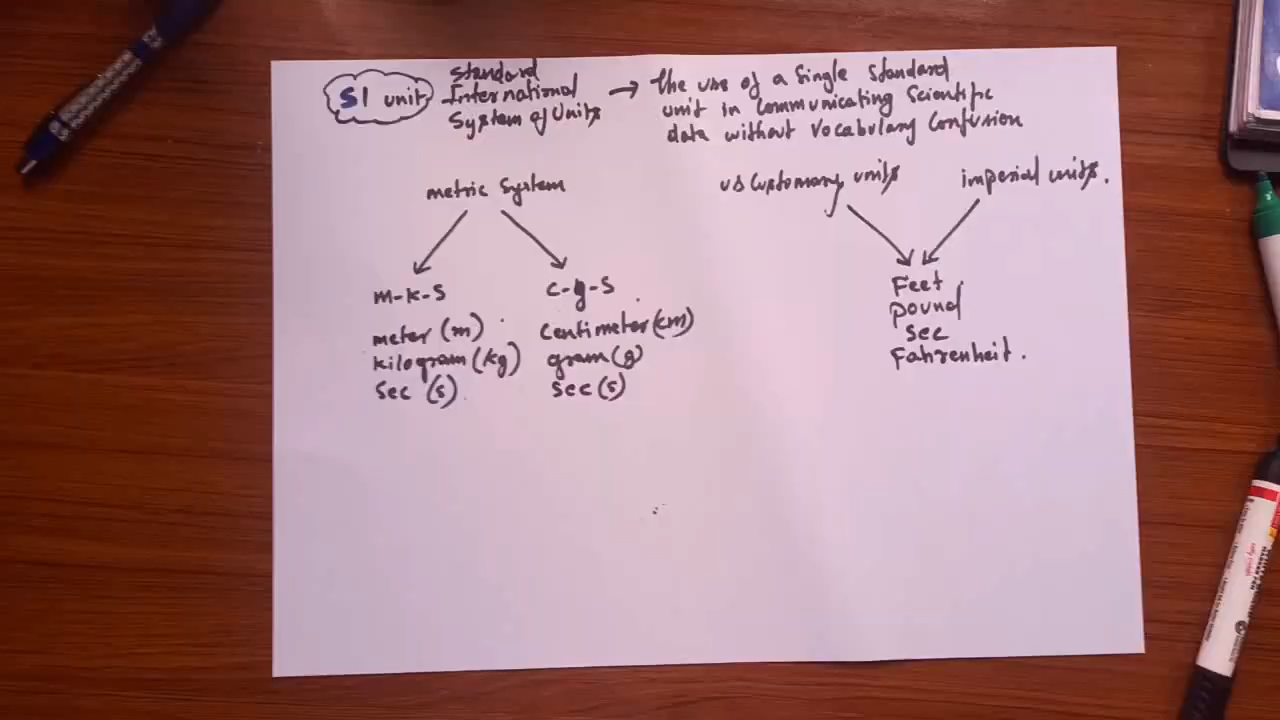 SI unit
Standard
International
System of Units
→ The use of a single standard
unit in communicating scientific
data without vocabulary confusion
metric system
m-k-s
meter (m)
kilogram (kg)
sec (s)
c-g-s
centimeter (cm)
gram (g)
sec (s)
US customary units
imperial units.
Feet
pound
sec
Fahrenheit.